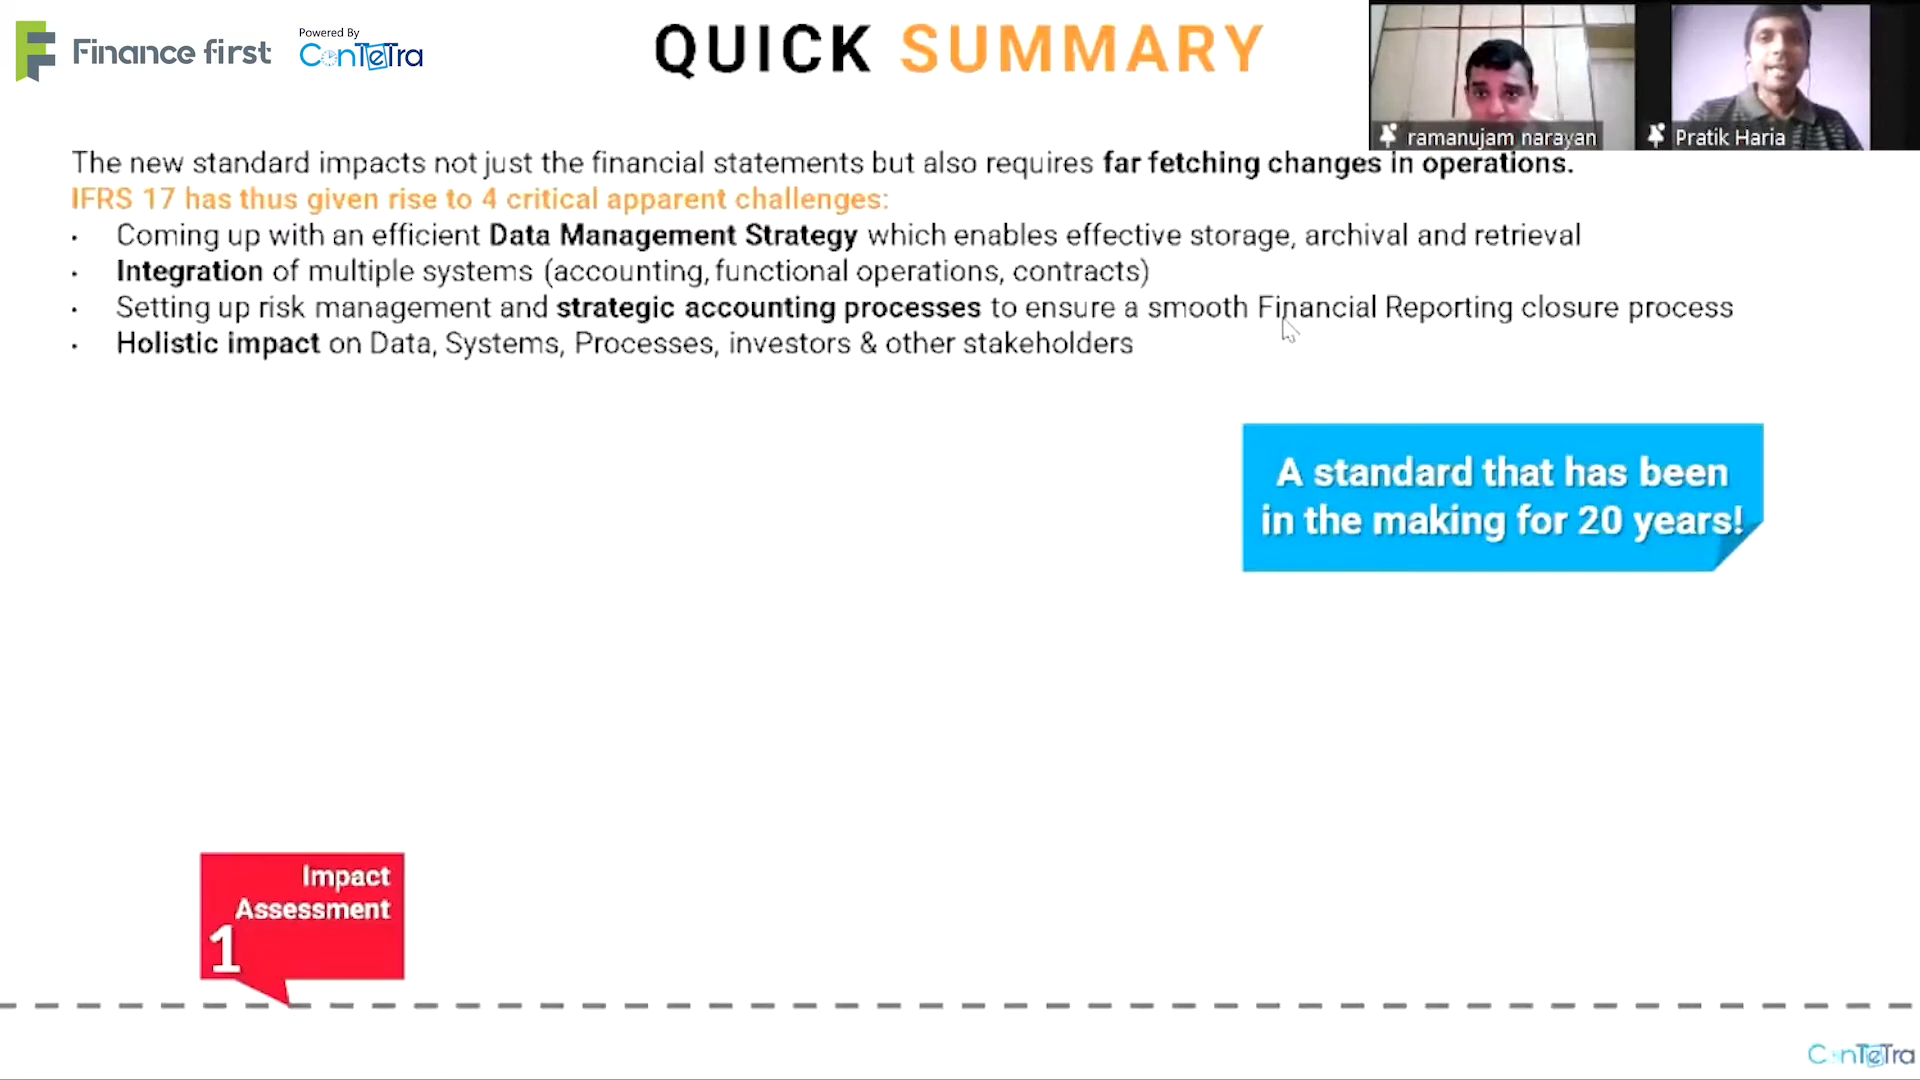 Finance first
Powered By
ConTeTra
QUICK SUMMARY
ramanujam narayan
Pratik Haria
The new standard impacts not just the financial statements but also requires far fetching changes in operations.
IFRS 17 has thus given rise to 4 critical apparent challenges:
• Coming up with an efficient Data Management Strategy which enables effective storage, archival and retrieval
• Integration of multiple systems (accounting, functional operations, contracts)
• Setting up risk management and strategic accounting processes to ensure a smooth Financial Reporting closure process
• Holistic impact on Data, Systems, Processes, investors & other stakeholders
A standard that has been
in the making for 20 years!
Impact
Assessment
1
ConTeTra